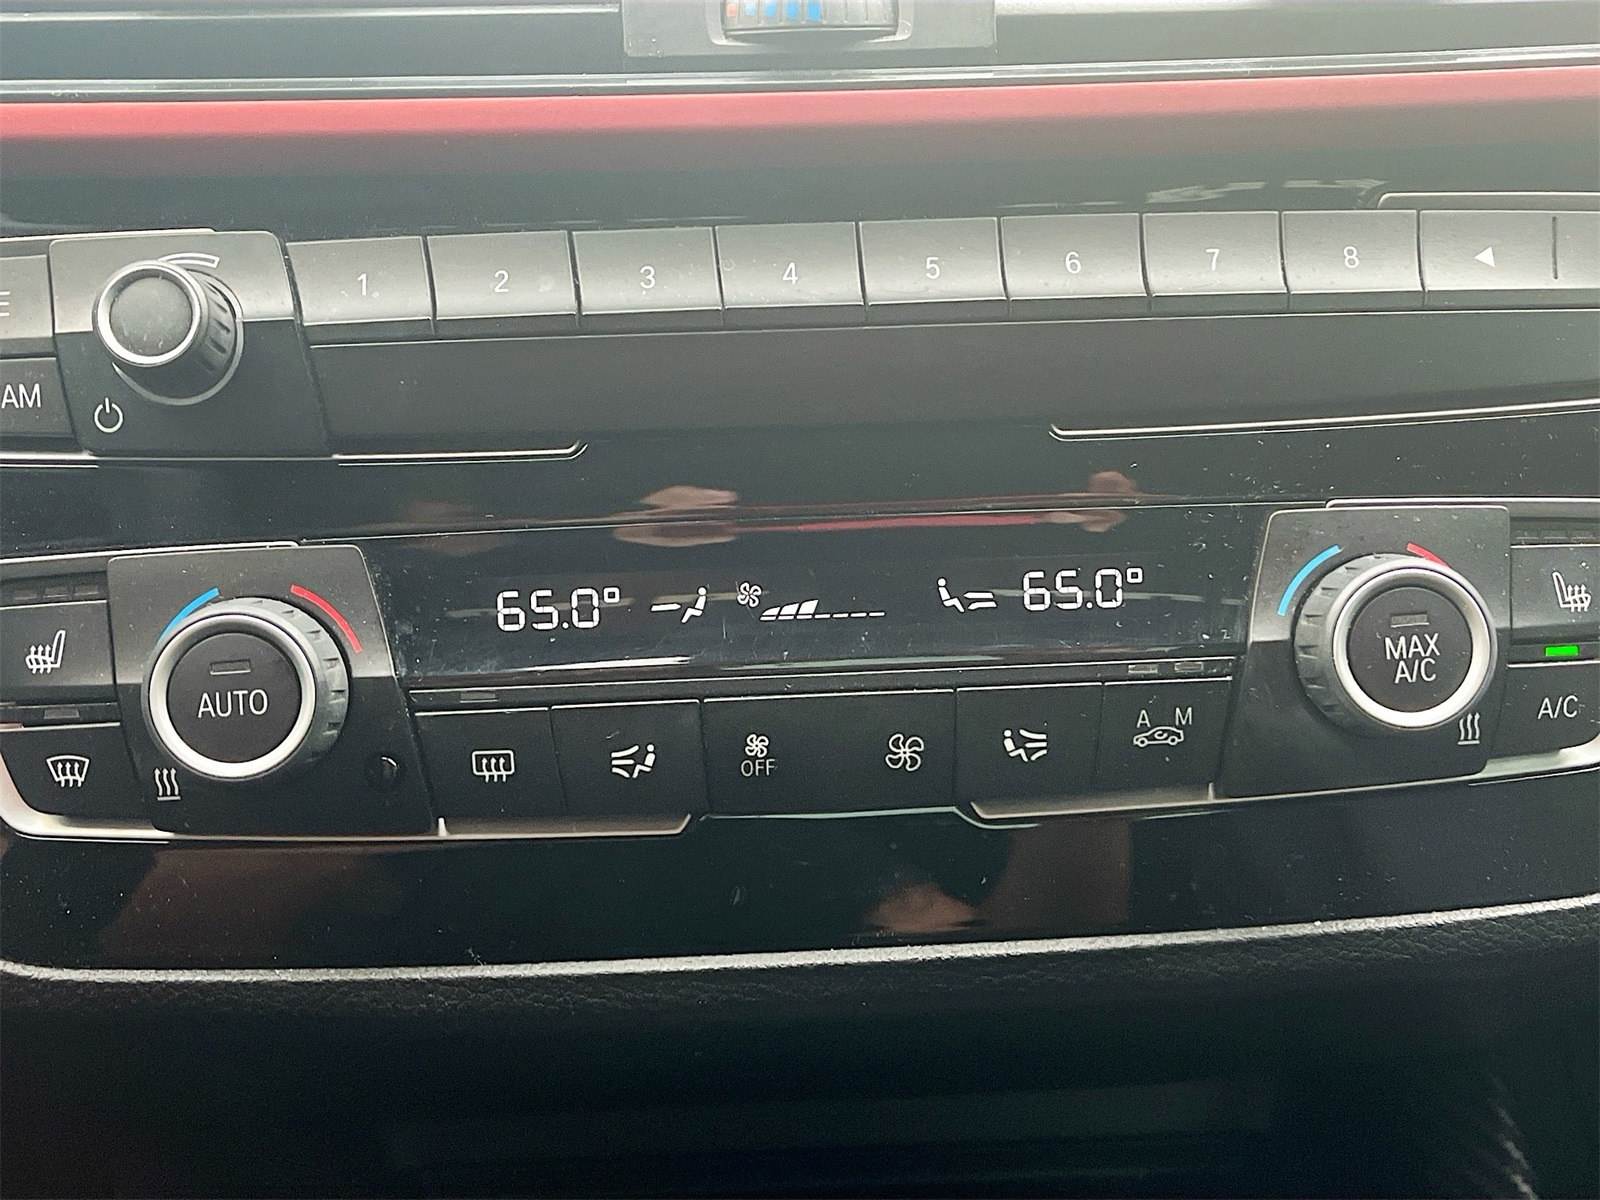 1 2 3 4 5 6 7 8
AM
65.0° 65.0°
AUTO
MAX
A/C
OFF
A M
A/C